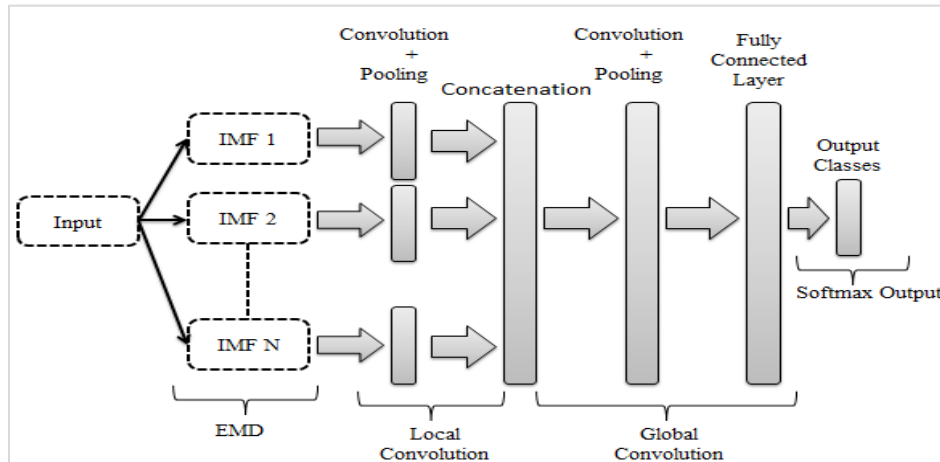 Convolution
+
Pooling
Concatenation
Convolution
+
Pooling
Fully
Connected
Layer
Output
Classes
Input
IMF 1
IMF 2
IMF N
Softmax Output
EMD
Local
Convolution
Global
Convolution